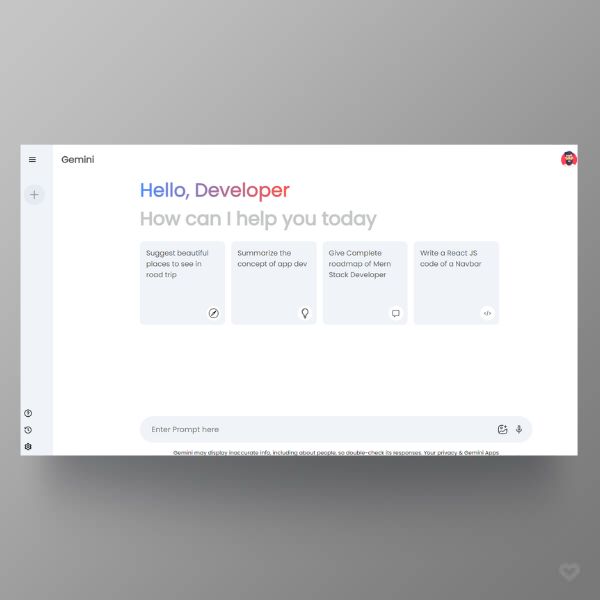 Gemini
Hello, Developer
How can I help you today
Suggest beautiful
places to see in
road trip
Summarize the
concept of app dev
Give Complete
roadmap of Mern
Stack Developer
Write a React JS
code of a Navbar
</>
Enter Prompt here
Gemini may display inaccurate info, including about people, so double-check its responses. Your privacy & Gemini Apps